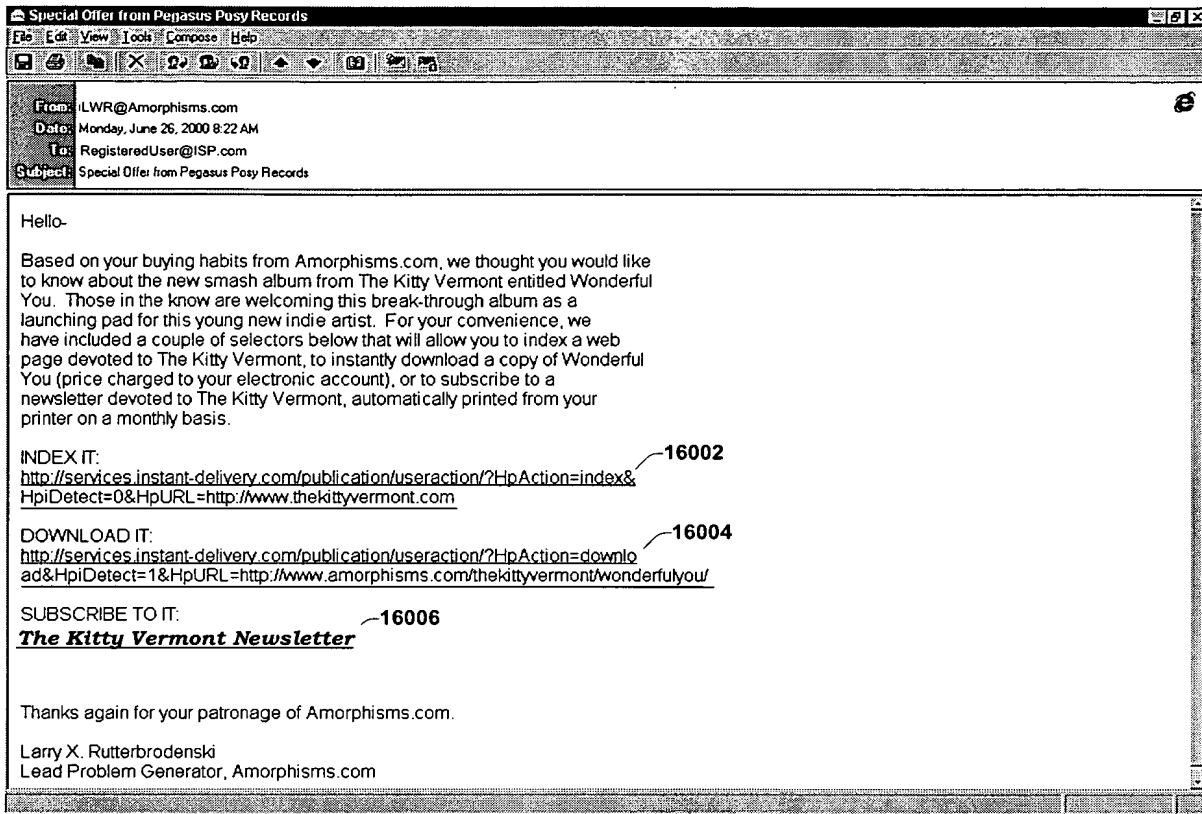 Special Offer from Pegasus Posy Records
File Edit View Tools Compose Help
From: LWR@Amorphisms.com
Date: Monday, June 26, 2000 8:22 AM
To: RegisteredUser@ISP.com
Subject: Special Offer from Pegasus Posy Records
Hello-
Based on your buying habits from Amorphisms.com, we thought you would like
to know about the new smash album from The Kitty Vermont entitled Wonderful
You. Those in the know are welcoming this break-through album as a
launching pad for this young new indie artist. For your convenience, we
have included a couple of selectors below that will allow you to index a web
page devoted to The Kitty Vermont, to instantly download a copy of Wonderful
You (price charged to your electronic account), or to subscribe to a
newsletter devoted to The Kitty Vermont, automatically printed from your
printer on a monthly basis.
INDEX IT:
16002
http://services.instant-delivery.com/publication/useraction/?HpAction=index&
HpiDetect=0&HpURL=http://www.thekittyvermont.com
DOWNLOAD IT:
16004
http://services.instant-delivery.com/publication/useraction/?HpAction=downlo
ad&HpiDetect=1&HpURL=http://www.amorphisms.com/thekittyvermont/wonderfulyou/
SUBSCRIBE TO IT:
16006
The Kitty Vermont Newsletter
Thanks again for your patronage of Amorphisms.com.
Larry X. Rutterbrodenski
Lead Problem Generator, Amorphisms.com